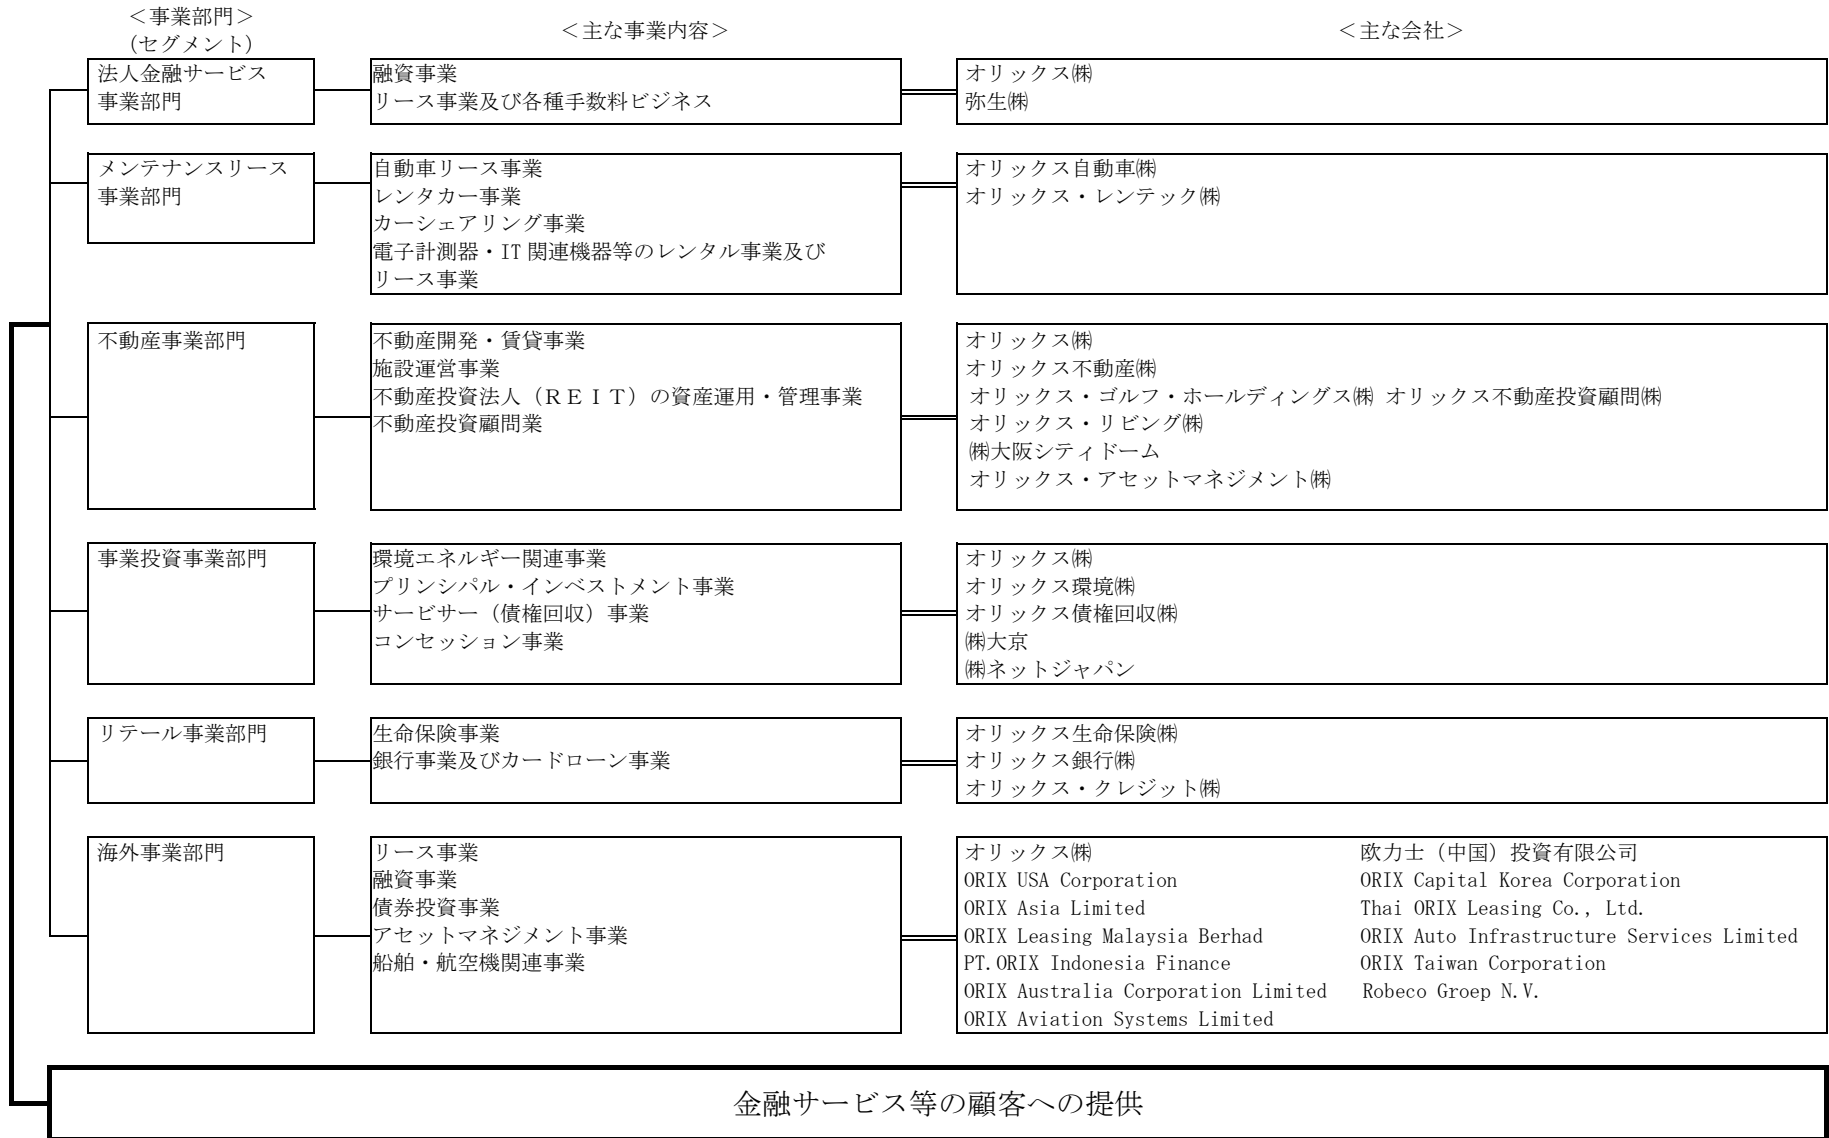 ＜事業部門＞
（セグメント）
＜主な事業内容＞
＜主な会社＞
法人金融サービス
事業部門
融資事業
リース事業及び各種手数料ビジネス
オリックス㈱
弥生㈱
メンテナンスリース
事業部門
自動車リース事業
レンタカー事業
カーシェアリング事業
電子計測器・IT 関連機器等のレンタル事業及び
リース事業
オリックス自動車㈱
オリックス・レンテック㈱
不動産事業部門
不動産開発・賃貸事業
施設運営事業
不動産投資法人（ＲＥＩＴ）の資産運用・管理事業
不動産投資顧問業
オリックス㈱
オリックス不動産㈱
オリックス・ゴルフ・ホールディングス㈱ オリックス不動産投資顧問㈱
オリックス・リビング㈱
㈱大阪シティドーム
オリックス・アセットマネジメント㈱
事業投資事業部門
環境エネルギー関連事業
プリンシパル・インベストメント事業
サービサー（債権回収）事業
コンセッション事業
オリックス㈱
オリックス環境㈱
オリックス債権回収㈱
㈱大京
㈱ネットジャパン
リテール事業部門
生命保険事業
銀行事業及びカードローン事業
オリックス生命保険㈱
オリックス銀行㈱
オリックス・クレジット㈱
海外事業部門
リース事業
融資事業
債券投資事業
アセットマネジメント事業
船舶・航空機関連事業
オリックス㈱ 欧力士（中国）投資有限公司
ORIX USA Corporation ORIX Capital Korea Corporation
ORIX Asia Limited Thai ORIX Leasing Co., Ltd.
ORIX Leasing Malaysia Berhad ORIX Auto Infrastructure Services Limited
PT.ORIX Indonesia Finance ORIX Taiwan Corporation
ORIX Australia Corporation Limited Robeco Groep N.V.
ORIX Aviation Systems Limited
金融サービス等の顧客への提供